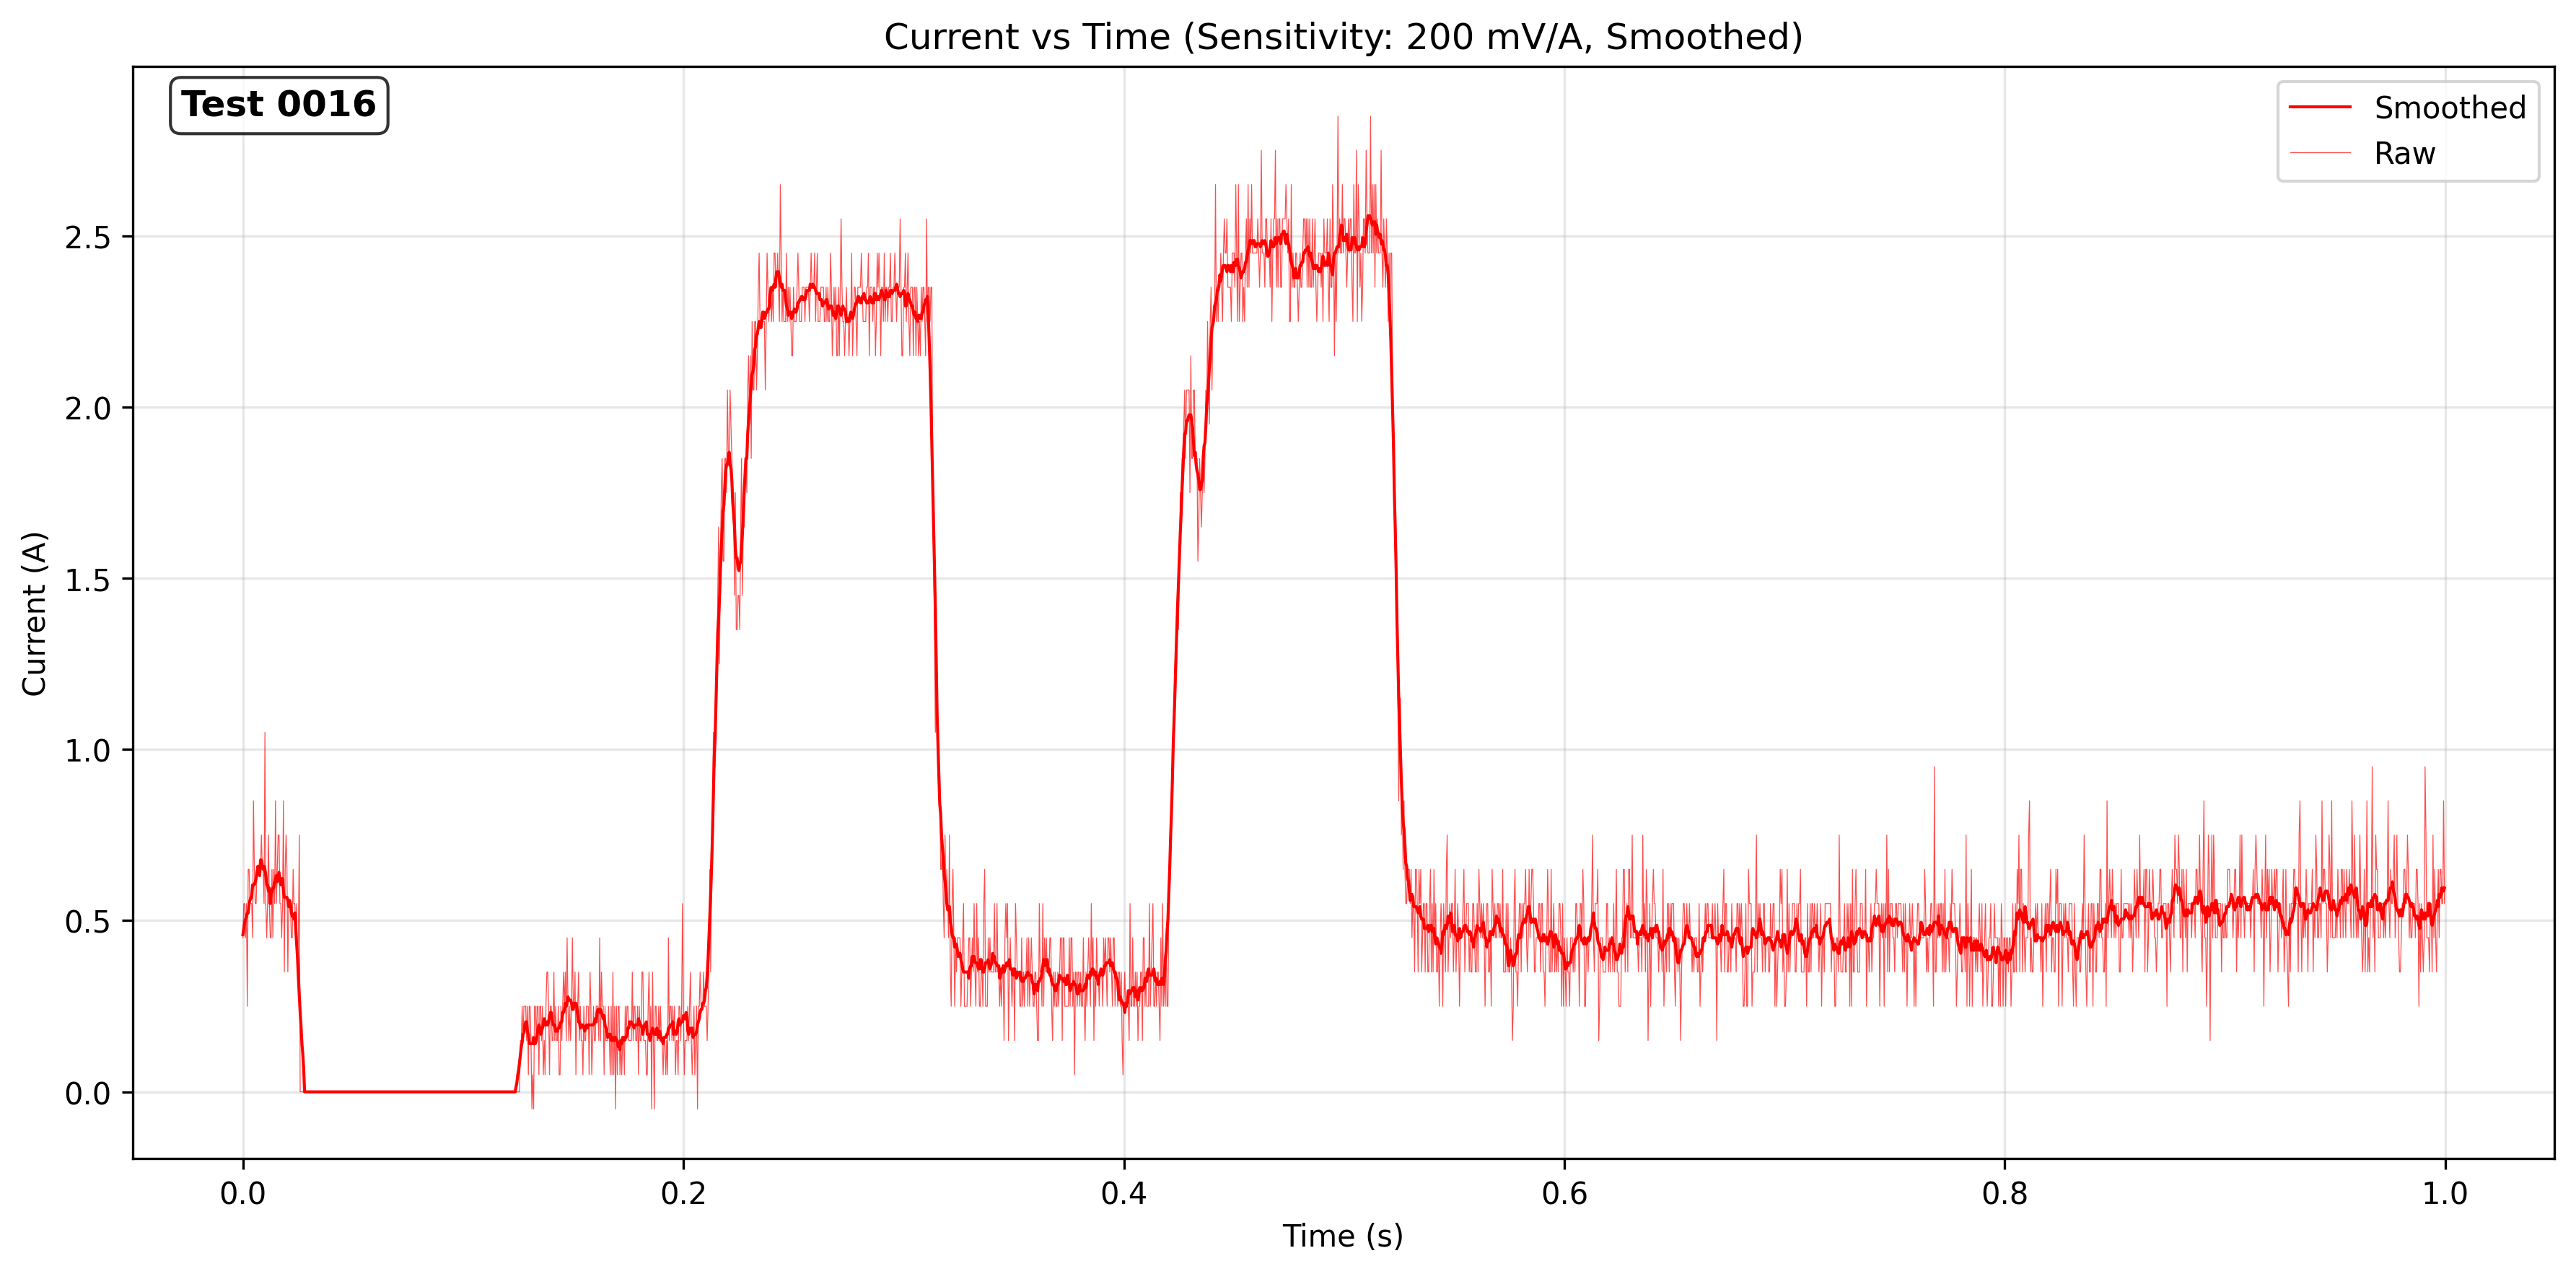 Current vs Time (Sensitivity: 200 mV/A, Smoothed)
Test 0016
Smoothed
Raw
Current (A)
2.5
2.0
1.5
1.0
0.5
0.0
0.0 0.2 0.4 0.6 0.8 1.0
Time (s)